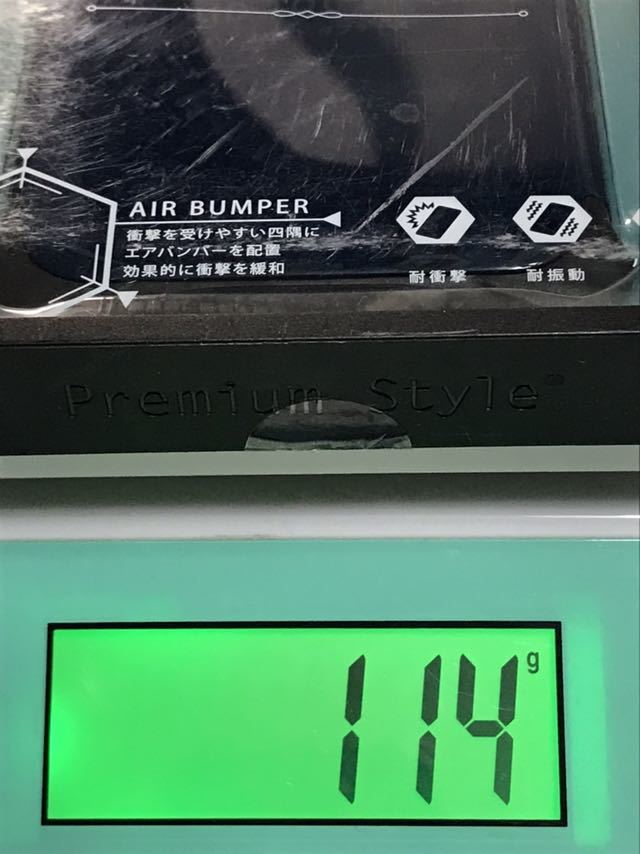 AIR BUMPER
衝撃を受けやすい四隅に
エアバンパーを配置
効果的に衝撃を緩和
耐衝撃
耐振動
Premium Style®
114 g